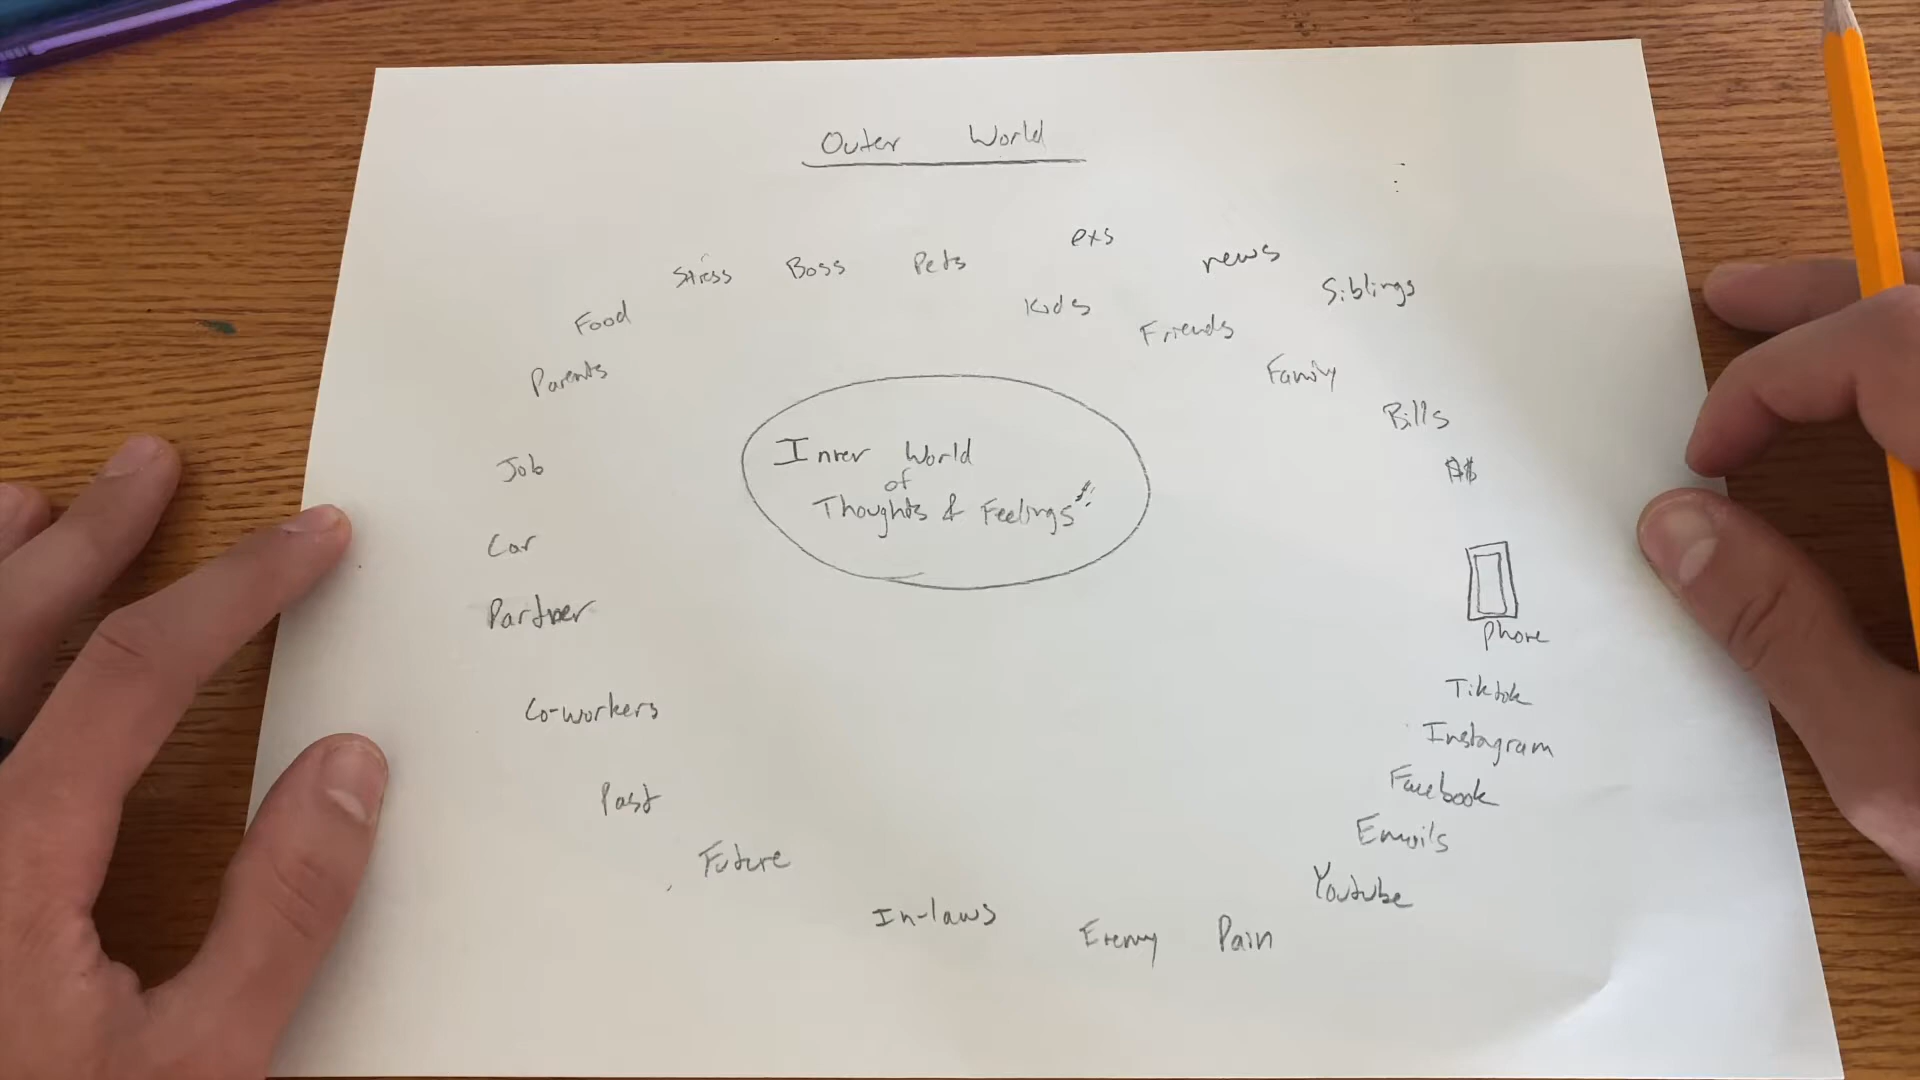 Outer World
exs
news
Stress Boss Pets
Siblings
Food
Kids
Friends
Parents
Family
Bills
Job
Inner World
of
Thoughts & Feelings
Car
Partner
Phone
Tiktok
Co-workers
Instagram
Past
Facebook
Emails
Future
Youtube
In-laws
Enemy Pain